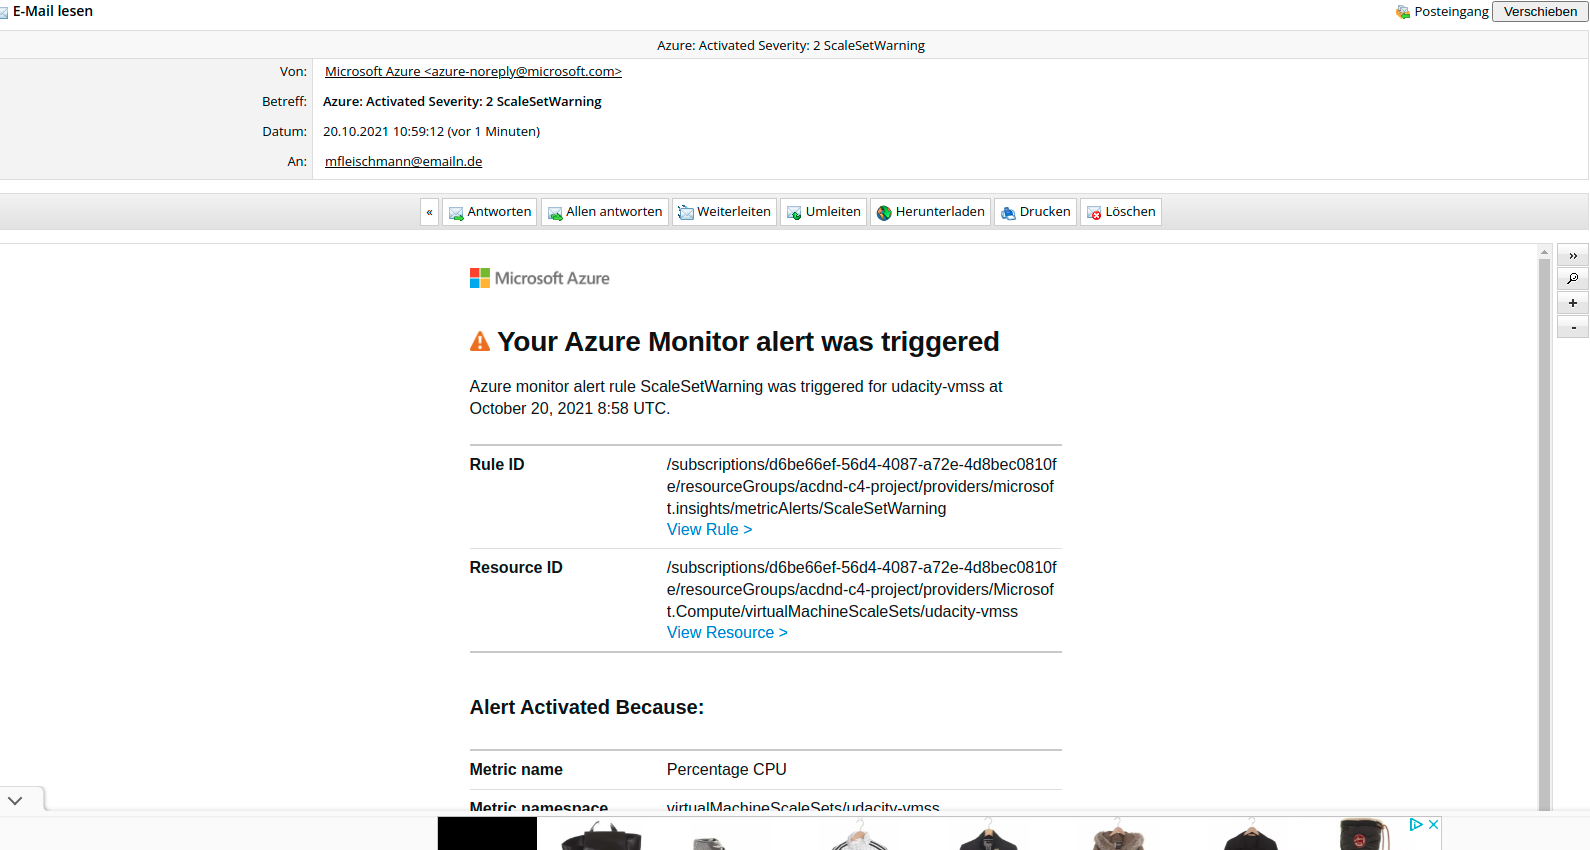 E-Mail lesen
Posteingang Verschieben
Azure: Activated Severity: 2 ScaleSetWarning
Von: Microsoft Azure <azure-noreply@microsoft.com>
Betreff: Azure: Activated Severity: 2 ScaleSetWarning
Datum: 20.10.2021 10:59:12 (vor 1 Minuten)
An: mfleischmann@emailn.de
« Antworten Allen antworten Weiterleiten Umleiten Herunterladen Drucken Löschen
»
+
-
Microsoft Azure
Your Azure Monitor alert was triggered
Azure monitor alert rule ScaleSetWarning was triggered for udacity-vmss at
October 20, 2021 8:58 UTC.
Rule ID /subscriptions/d6be66ef-56d4-4087-a72e-4d8bec0810f
e/resourceGroups/acdnd-c4-project/providers/microsof
t.insights/metricAlerts/ScaleSetWarning
View Rule >
Resource ID /subscriptions/d6be66ef-56d4-4087-a72e-4d8bec0810f
e/resourceGroups/acdnd-c4-project/providers/Microsof
t.Compute/virtualMachineScaleSets/udacity-vmss
View Resource >
Alert Activated Because:
Metric name Percentage CPU
Metric namespace virtualMachineScaleSets/udacity-vmss